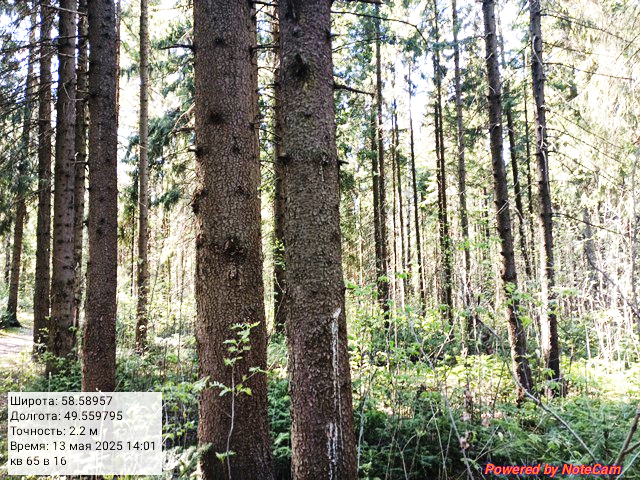 Широта: 58.58957
Долгота: 49.559795
Точность: 2.2 м
Время: 13 мая 2025 14:01
кв 65 в 16
Powered by NoteCam